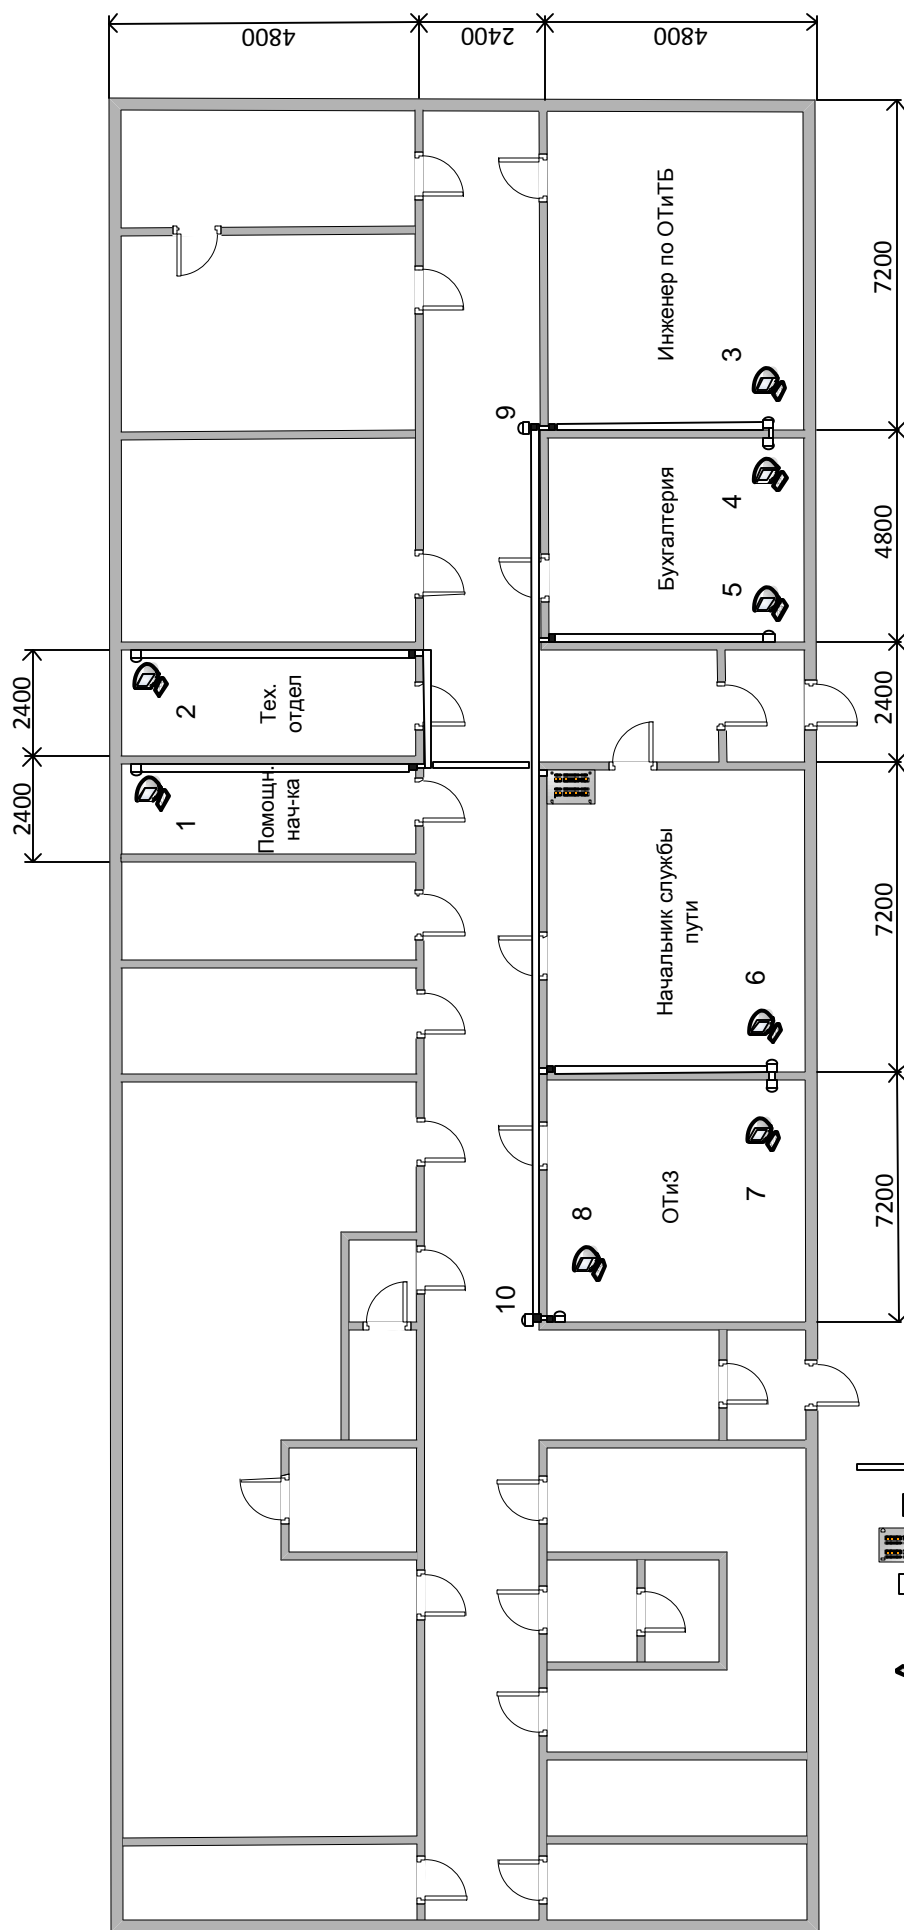 4800
2400
4800
7200
4800
2400
7200
7200
2400
2400
Инженер по ОТиТБ
3
9
Бухгалтерия
4
5
2
Тех.
отдел
1
Помощн.
нач-ка
Начальник службы
пути
6
7
ОТиЗ
8
10